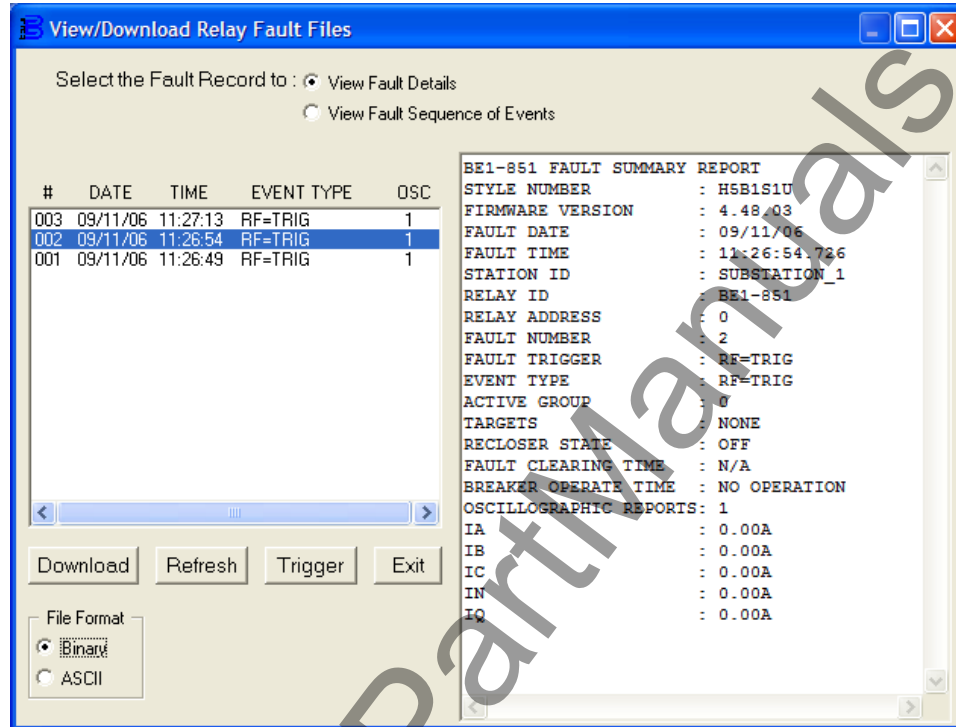 View/Download Relay Fault Files
Select the Fault Record to : View Fault Details
View Fault Sequence of Events
# DATE TIME EVENT TYPE OSC
003 09/11/06 11:27:13 RF=TRIG 1
002 09/11/06 11:26:54 RF=TRIG 1
001 09/11/06 11:26:49 RF=TRIG 1
Download Refresh Trigger Exit
File Format
Binary
ASCII
BE1-851 FAULT SUMMARY REPORT
STYLE NUMBER : H5B1S1U
FIRMWARE VERSION : 4.48.03
FAULT DATE : 09/11/06
FAULT TIME : 11:26:54.726
STATION ID : SUBSTATION_1
RELAY ID : BE1-851
RELAY ADDRESS : 0
FAULT NUMBER : 2
FAULT TRIGGER : RF=TRIG
EVENT TYPE : RF=TRIG
ACTIVE GROUP : 0
TARGETS : NONE
RECLOSER STATE : OFF
FAULT CLEARING TIME : N/A
BREAKER OPERATE TIME : NO OPERATION
OSCILLOGRAPHIC REPORTS: 1
IA : 0.00A
IB : 0.00A
IC : 0.00A
IN : 0.00A
IQ : 0.00A
PartManuals